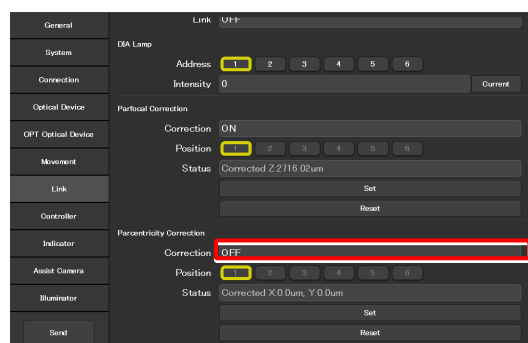 General
System
Connection
Optical Device
OPT Optical Device
Movement
Link
Controller
Indicator
Assist Camera
Illuminator
Send
Link OFF
DIA Lamp
Address 1 2 3 4 5 6
Intensity 0 Current
Parfocal Correction
Correction ON
Position 1 2 3 4 5 6
Status Corrected Z:2716.02um
Set
Reset
Parcentricity Correction
Correction OFF
Position 1 2 3 4 5 6
Status Corrected X:0.0um, Y:0.0um
Set
Reset